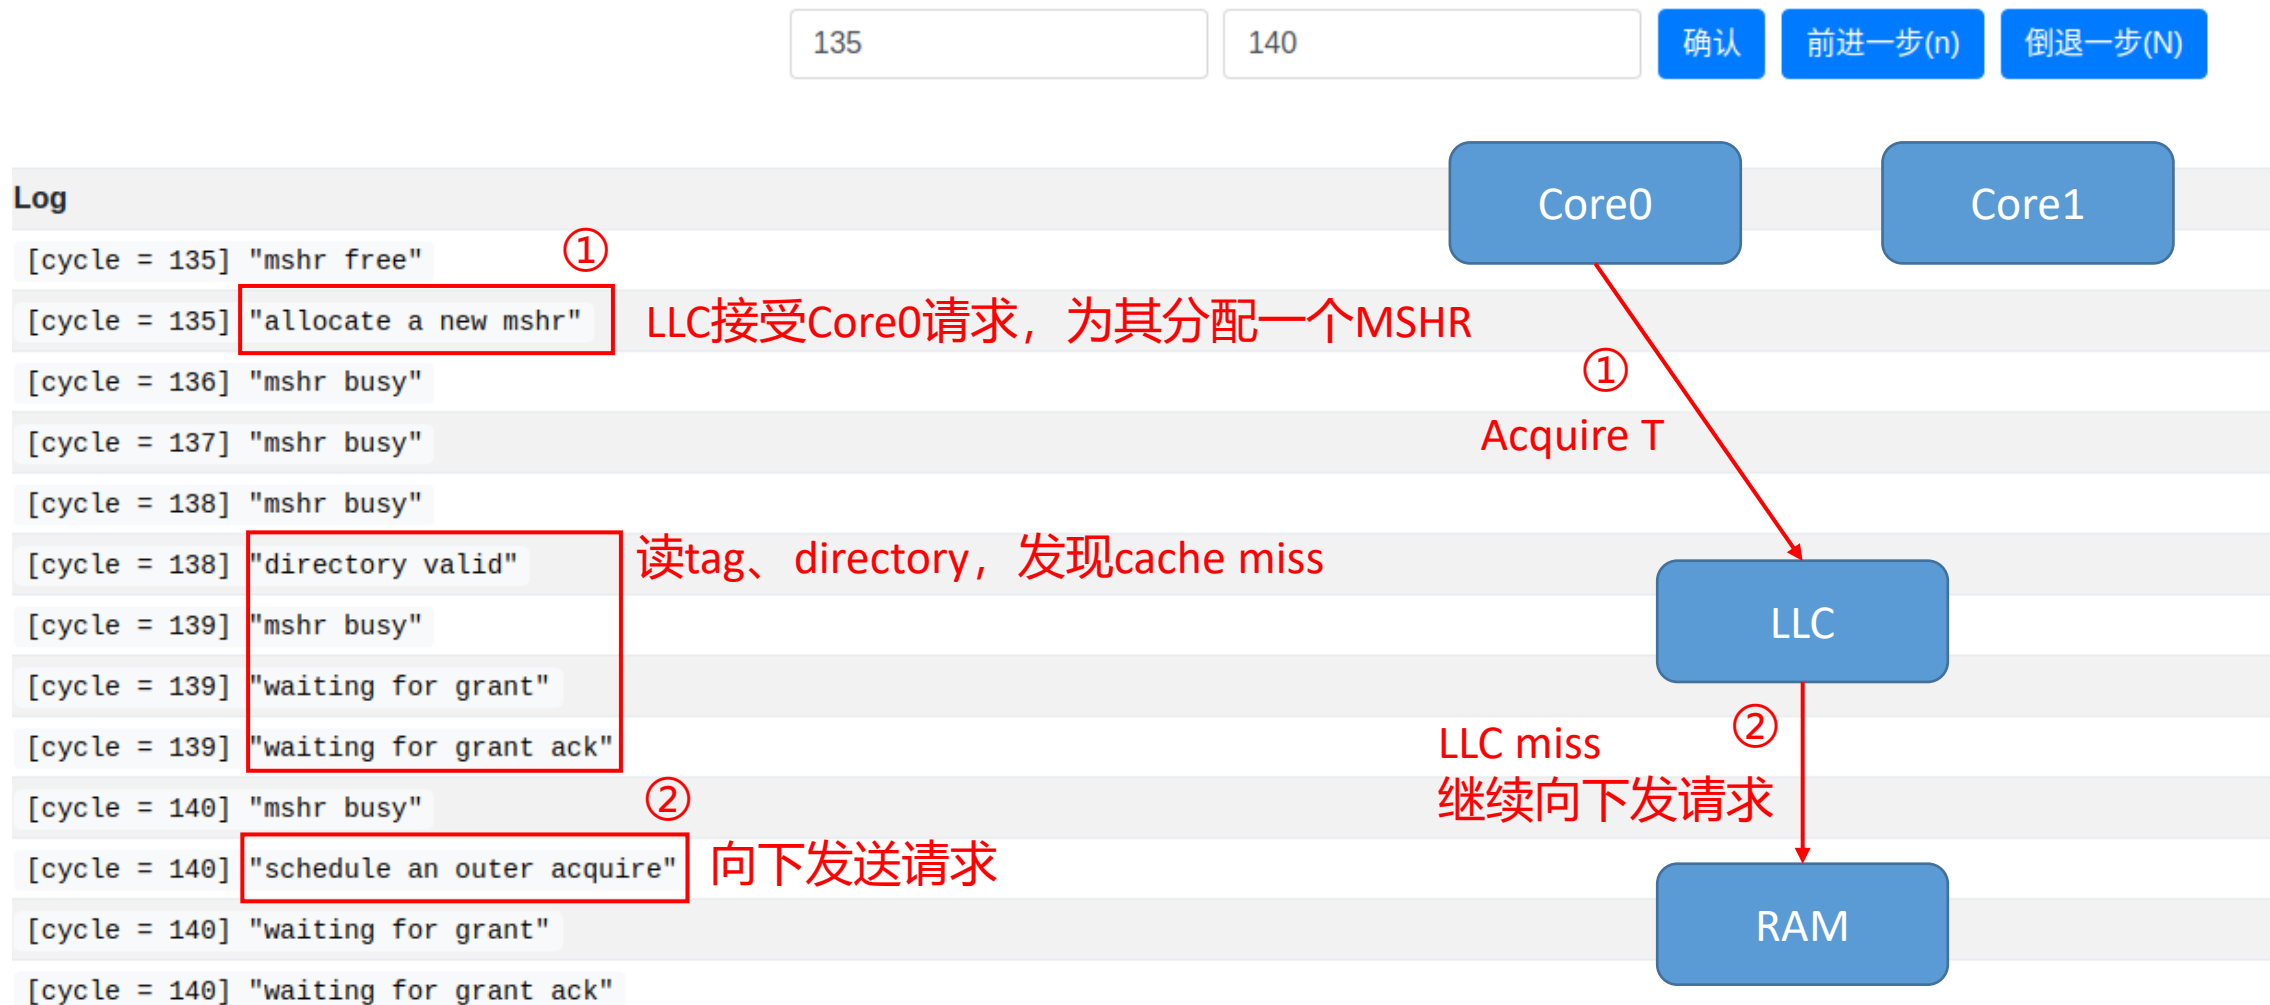 135
140
确认
前进一步(n)
倒退一步(N)
Core0
Core1
Log
[cycle = 135] "mshr free"
①
[cycle = 135] "allocate a new mshr"
LLC接受Core0请求，为其分配一个MSHR
[cycle = 136] "mshr busy"
①
[cycle = 137] "mshr busy"
Acquire T
[cycle = 138] "mshr busy"
[cycle = 138] "directory valid"
读tag、directory，发现cache miss
[cycle = 139] "mshr busy"
LLC
[cycle = 139] "waiting for grant"
[cycle = 139] "waiting for grant ack"
LLC miss
②
继续向下发请求
[cycle = 140] "mshr busy"
②
[cycle = 140] "schedule an outer acquire"
向下发送请求
[cycle = 140] "waiting for grant"
RAM
[cycle = 140] "waiting for grant ack"